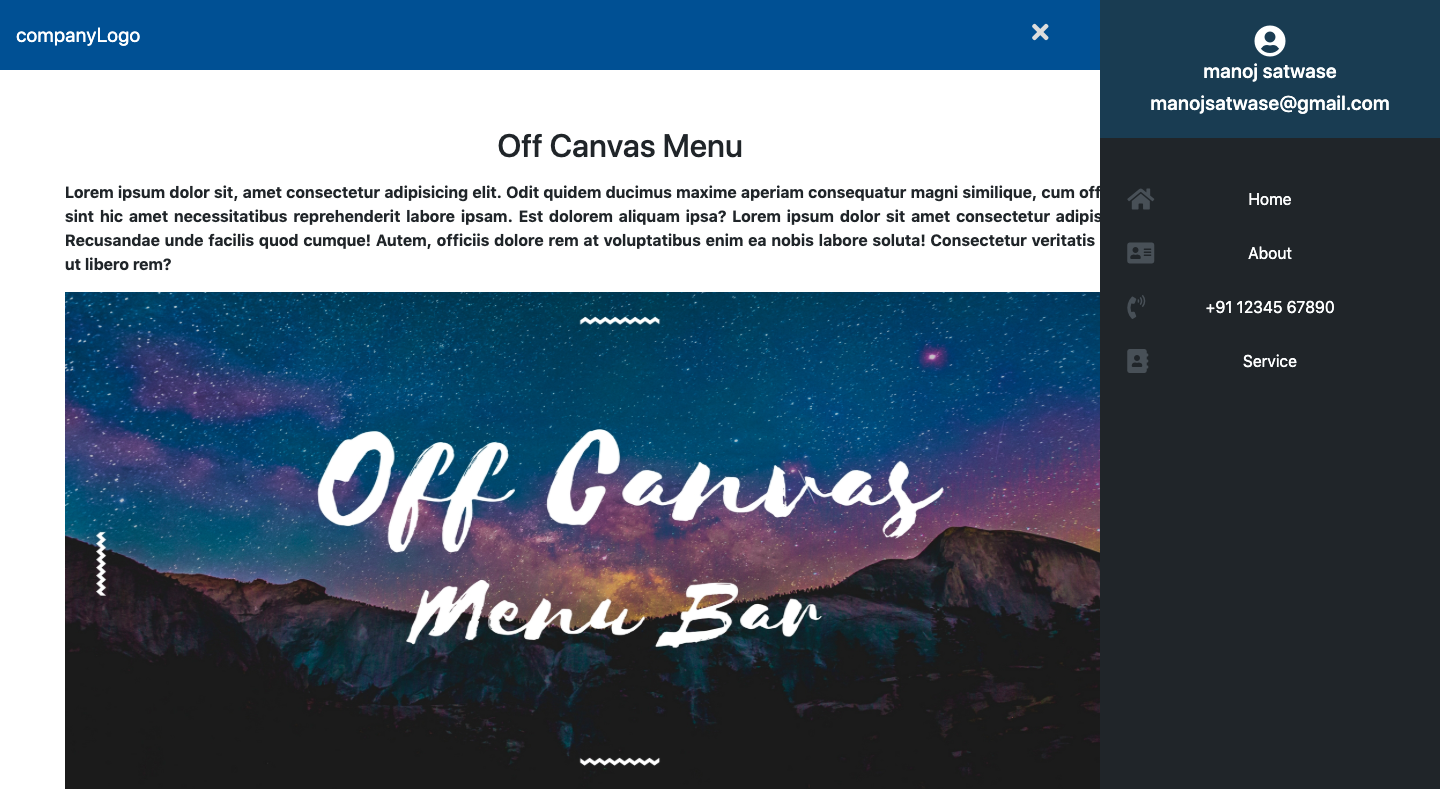 companyLogo
manoj satwase
manojsatwase@gmail.com
Off Canvas Menu
Lorem ipsum dolor sit, amet consectetur adipisicing elit. Odit quidem ducimus maxime aperiam consequatur magni similique, cum off
sint hic amet necessitatibus reprehenderit labore ipsam. Est dolorem aliquam ipsa? Lorem ipsum dolor sit amet consectetur adipis
Recusandae unde facilis quod cumque! Autem, officiis dolore rem at voluptatibus enim ea nobis labore soluta! Consectetur veritatis
ut libero rem?
Off Canvas
Menu Bar
Home
About
+91 12345 67890
Service